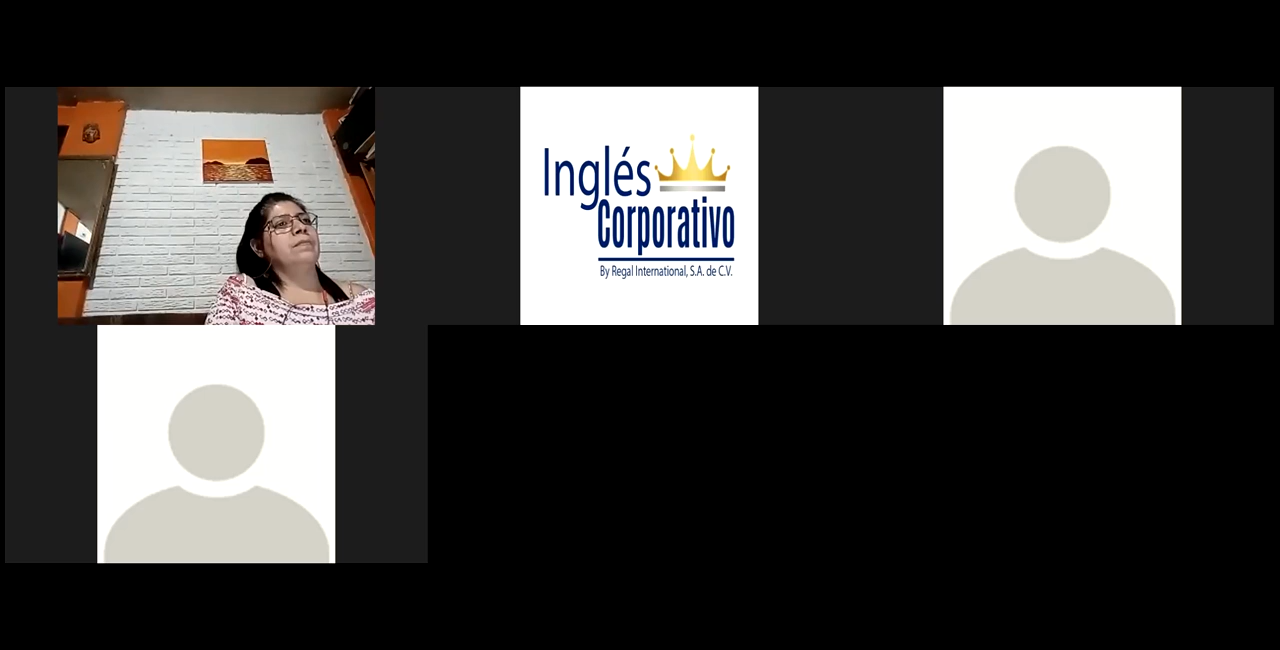 Inglés
Corporativo
By Regal International, S.A. de C.V.